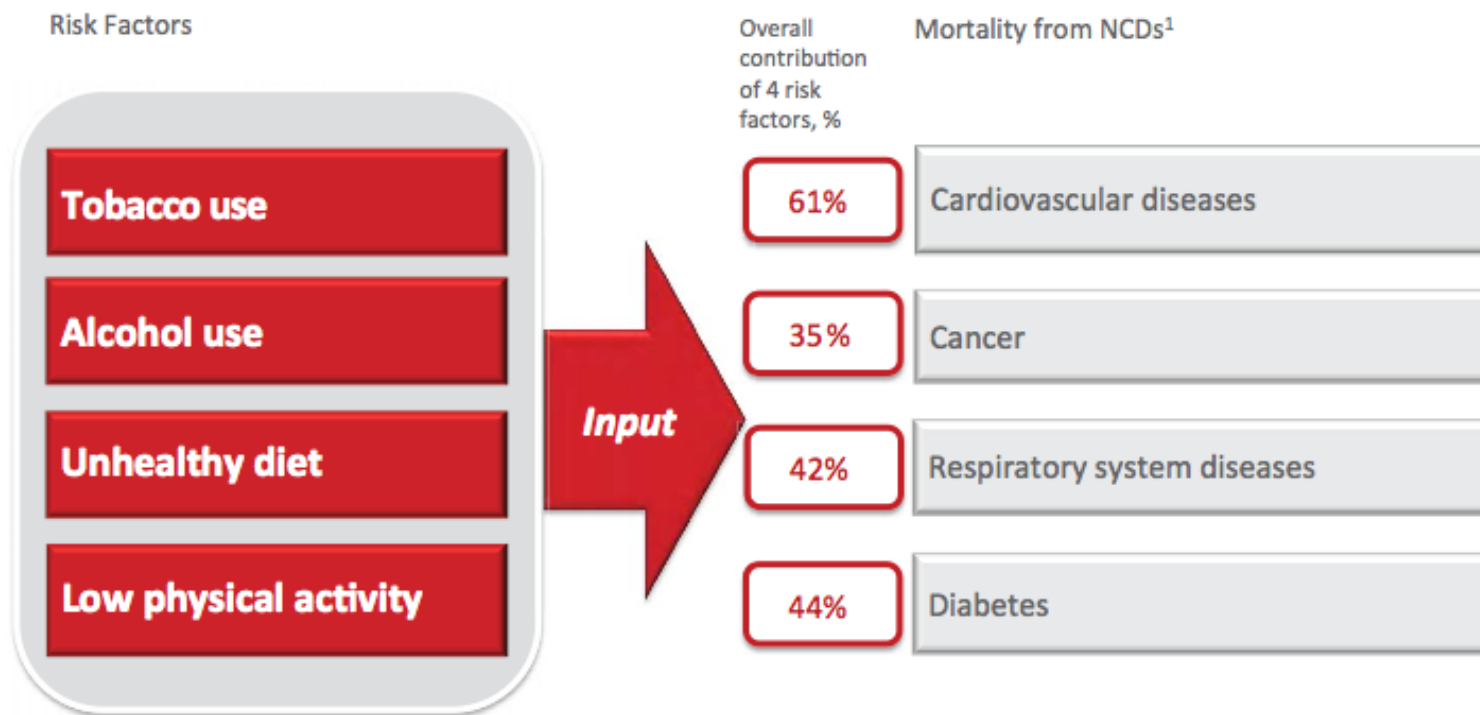 Risk Factors
Tobacco use
Alcohol use
Unhealthy diet
Low physical activity
Input
Overall
contribution
of 4 risk
factors, %
Mortality from NCDs¹
61%
Cardiovascular diseases
35%
Cancer
42%
Respiratory system diseases
44%
Diabetes